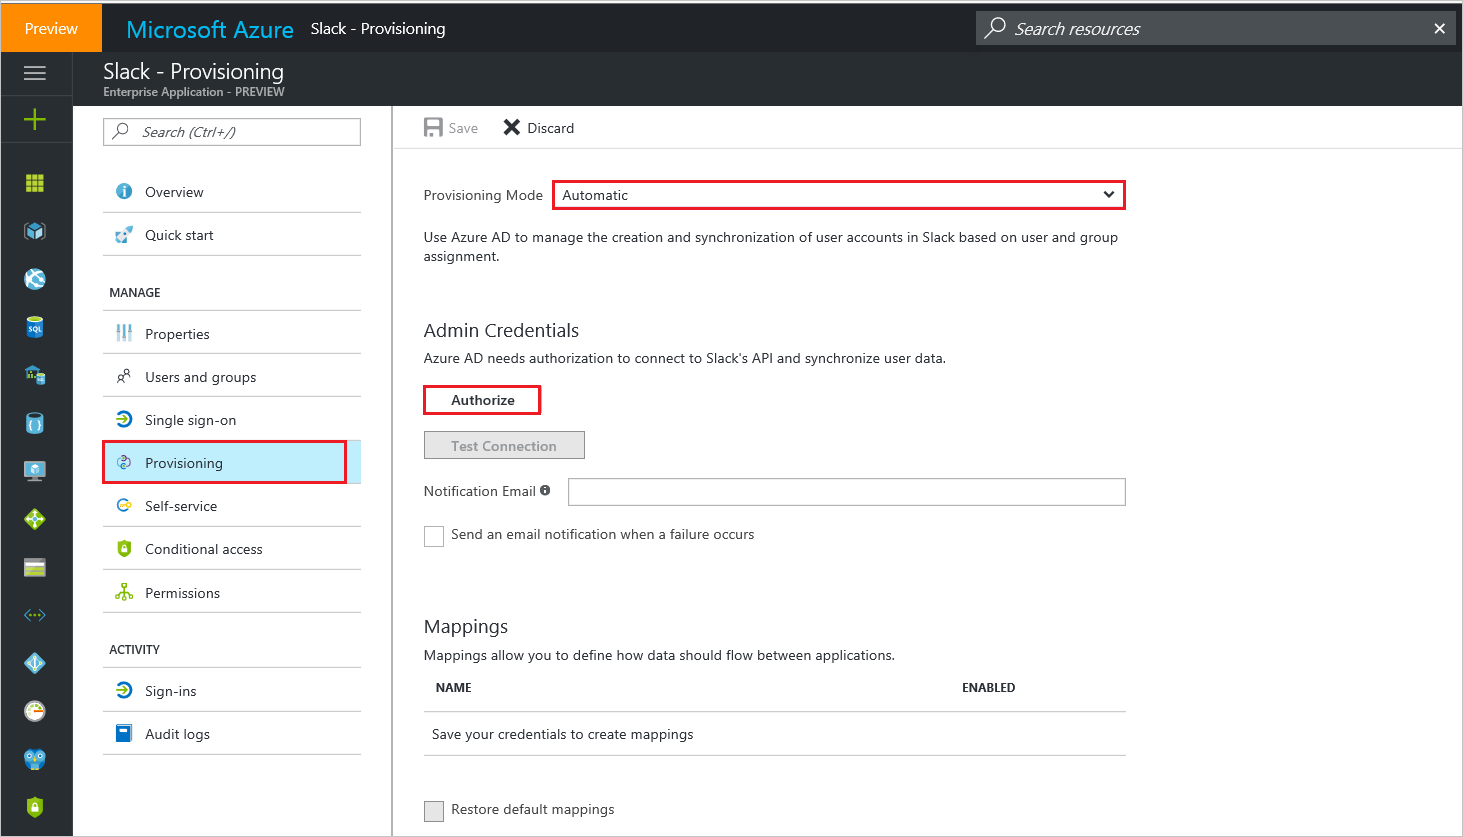 Preview
Microsoft Azure Slack - Provisioning
Search resources
Slack - Provisioning
Enterprise Application - PREVIEW
Search (Ctrl+/)
Overview
Quick start
MANAGE
Properties
Users and groups
Single sign-on
Provisioning
Self-service
Conditional access
Permissions
ACTIVITY
Sign-ins
Audit logs
Save Discard
Provisioning Mode Automatic
Use Azure AD to manage the creation and synchronization of user accounts in Slack based on user and group
assignment.
Admin Credentials
Azure AD needs authorization to connect to Slack's API and synchronize user data.
Authorize
Test Connection
Notification Email
Send an email notification when a failure occurs
Mappings
Mappings allow you to define how data should flow between applications.
NAME ENABLED
Save your credentials to create mappings
Restore default mappings